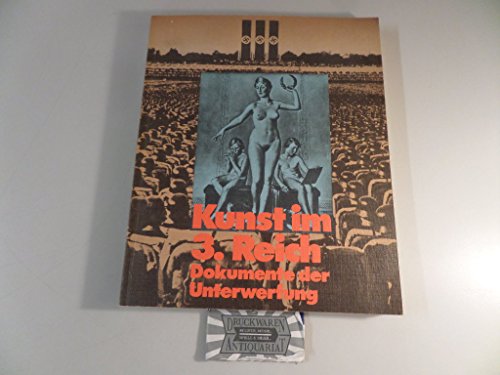 Kunst im
3. Reich
Dokumente der
Unterwerfung
DRUCKWAREN
ANTIQUARIAT